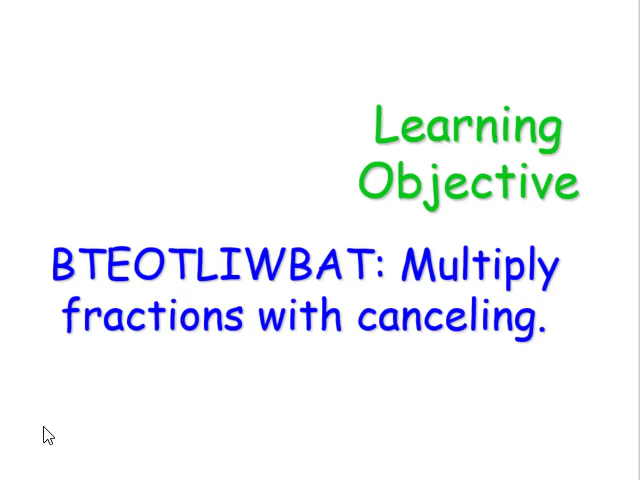 Learning
Objective
BTEOTLIWBAT: Multiply
fractions with canceling.